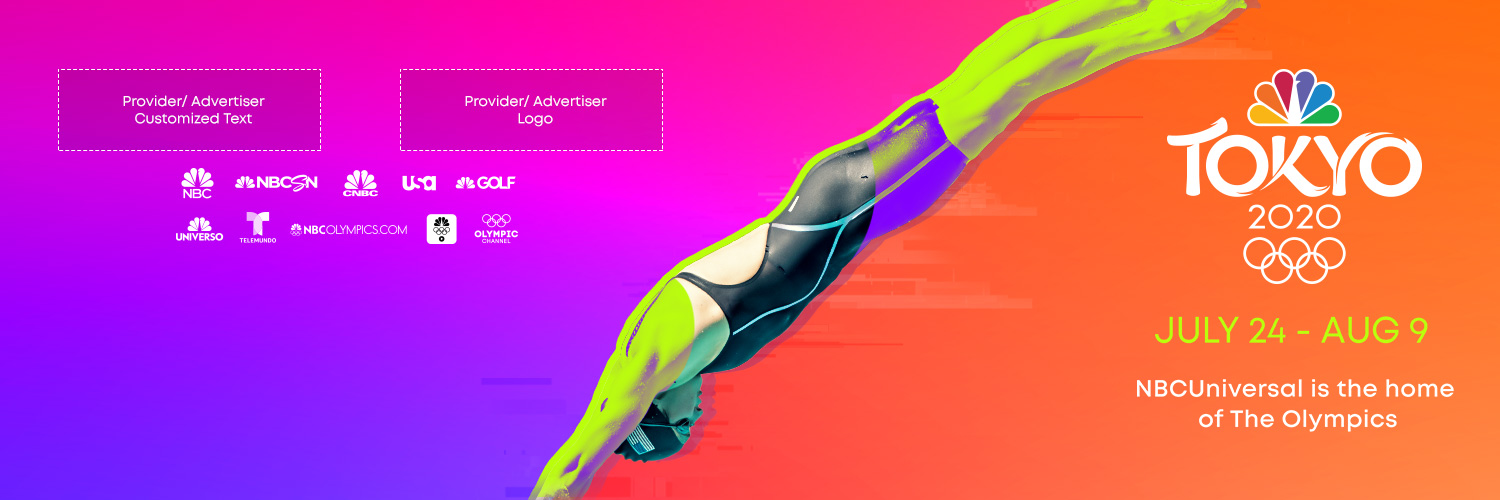 Provider/ Advertiser
Customized Text
Provider/ Advertiser
Logo
NBC
NBCSN
CNBC
usa
GOLF
UNIVERSO
TELEMUNDO
NBCOLYMPICS.COM
OLYMPIC
CHANNEL
TOKYO
2020
JULY 24 - AUG 9
NBCUniversal is the home
of The Olympics